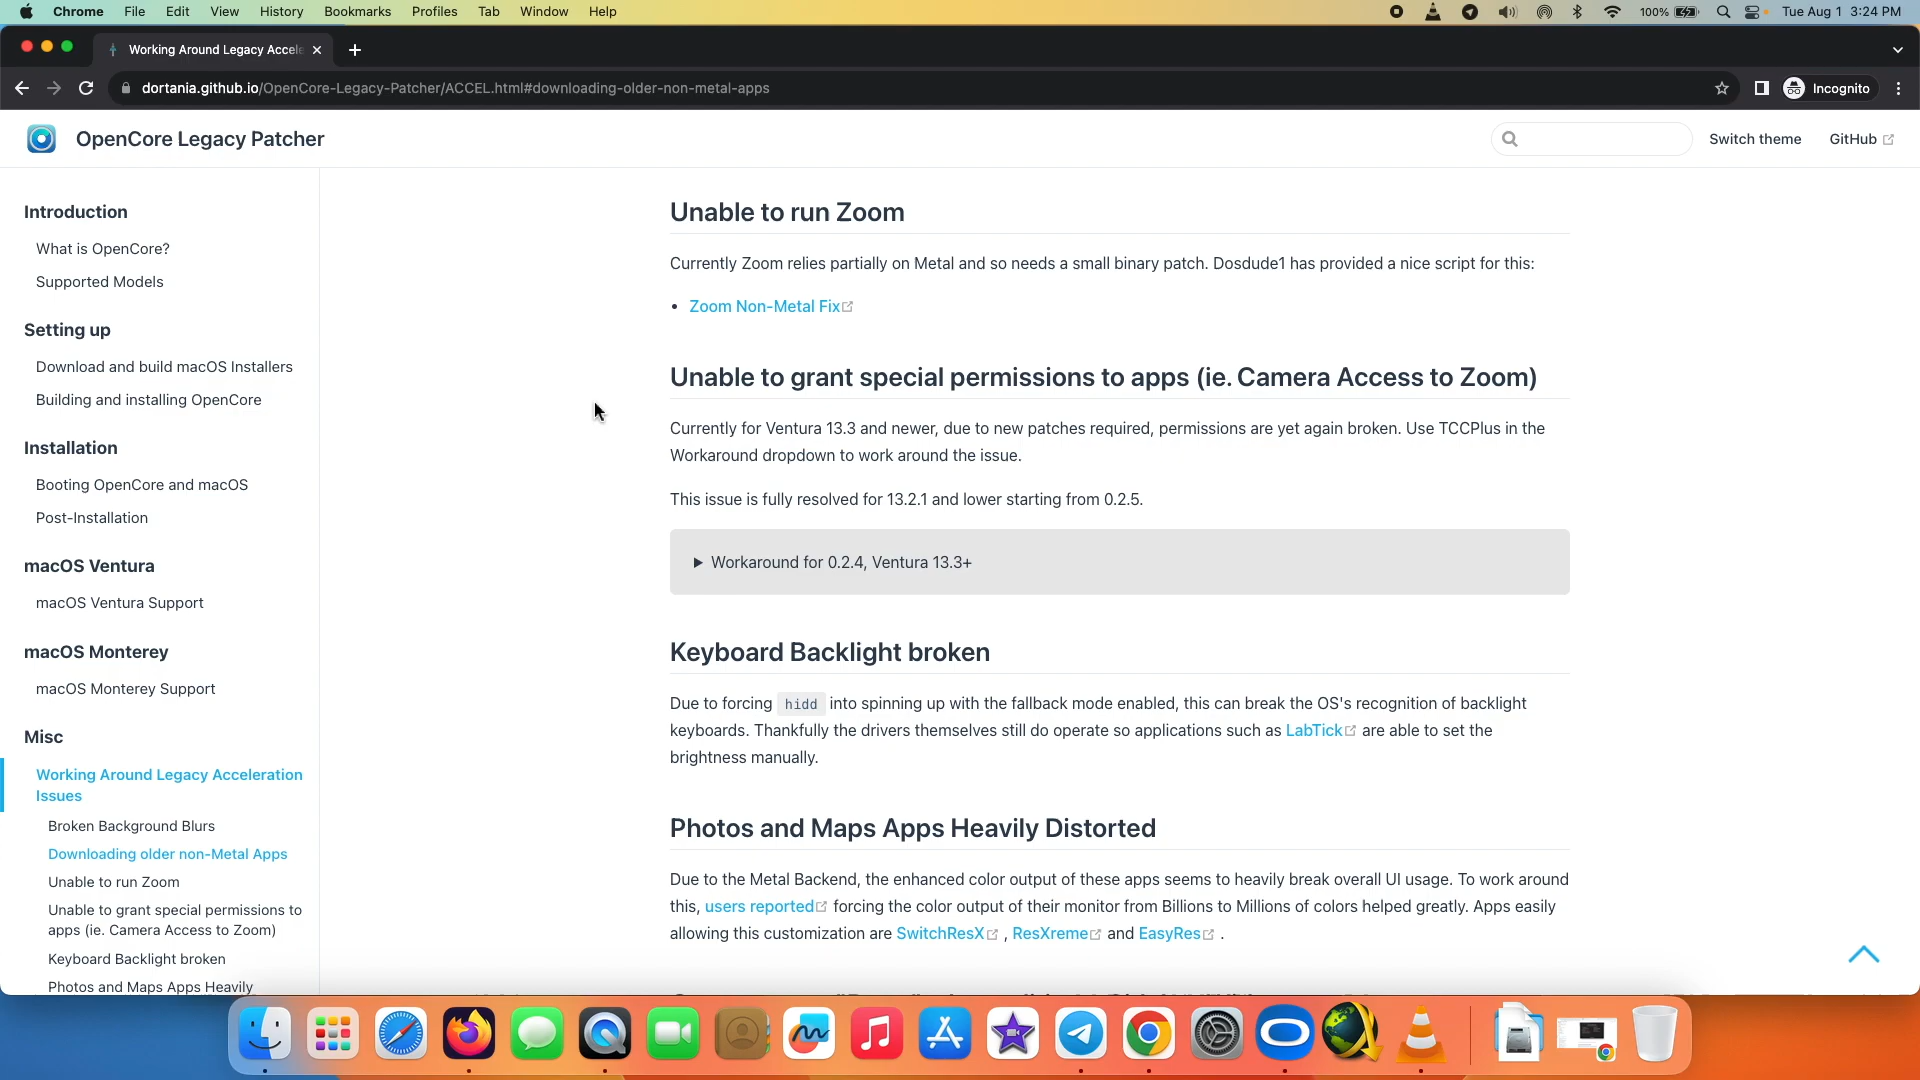 Chrome File Edit View History Bookmarks Profiles Tab Window Help 100% Tue Aug 1 3:24 PM
Working Around Legacy Accele
dortania.github.io/OpenCore-Legacy-Patcher/ACCEL.html#downloading-older-non-metal-apps Incognito
OpenCore Legacy Patcher Switch theme GitHub
Introduction
What is OpenCore?
Supported Models
Setting up
Download and build macOS Installers
Building and installing OpenCore
Installation
Booting OpenCore and macOS
Post-Installation
macOS Ventura
macOS Ventura Support
macOS Monterey
macOS Monterey Support
Misc
Working Around Legacy Acceleration
Issues
Broken Background Blurs
Downloading older non-Metal Apps
Unable to run Zoom
Unable to grant special permissions to
apps (ie. Camera Access to Zoom)
Keyboard Backlight broken
Photos and Maps Apps Heavily
Unable to run Zoom
Currently Zoom relies partially on Metal and so needs a small binary patch. Dosdude1 has provided a nice script for this:
• Zoom Non-Metal Fix
Unable to grant special permissions to apps (ie. Camera Access to Zoom)
Currently for Ventura 13.3 and newer, due to new patches required, permissions are yet again broken. Use TCCPlus in the
Workaround dropdown to work around the issue.
This issue is fully resolved for 13.2.1 and lower starting from 0.2.5.
Workaround for 0.2.4, Ventura 13.3+
Keyboard Backlight broken
Due to forcing hidd into spinning up with the fallback mode enabled, this can break the OS's recognition of backlight
keyboards. Thankfully the drivers themselves still do operate so applications such as LabTick are able to set the
brightness manually.
Photos and Maps Apps Heavily Distorted
Due to the Metal Backend, the enhanced color output of these apps seems to heavily break overall UI usage. To work around
this, users reported forcing the color output of their monitor from Billions to Millions of colors helped greatly. Apps easily
allowing this customization are SwitchResX , ResXreme and EasyRes .